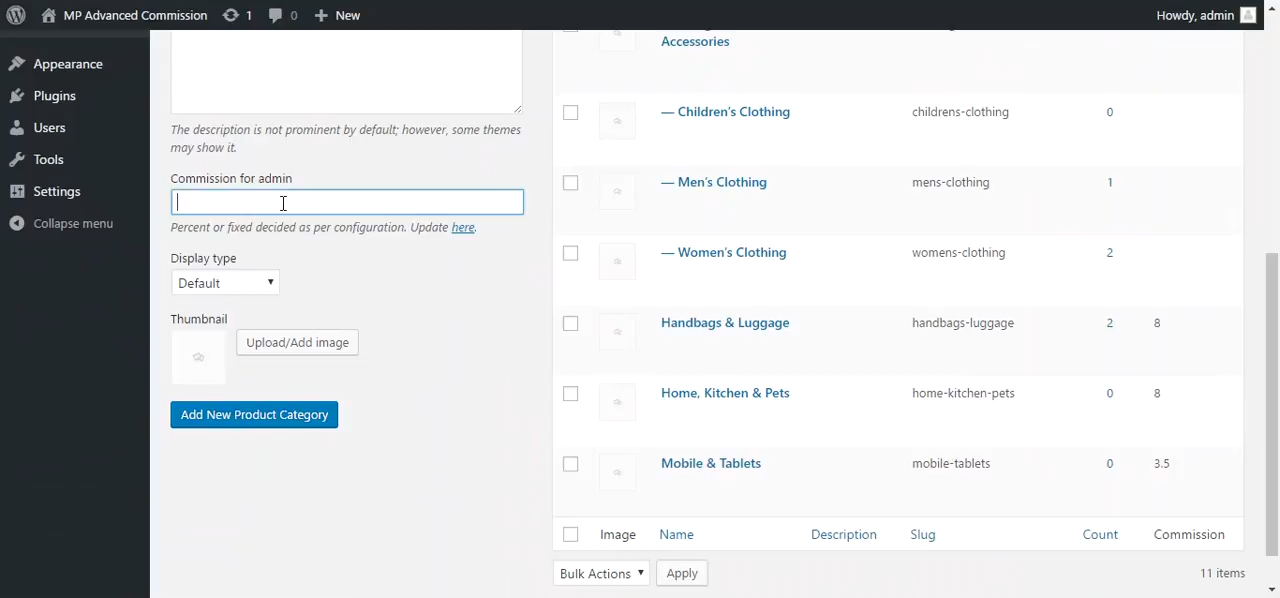 MP Advanced Commission 1 0 New Howdy, admin
Appearance
Plugins
Users
Tools
Settings
Collapse menu
The description is not prominent by default; however, some themes
may show it.
Commission for admin
Percent or fixed decided as per configuration. Update here.
Display type
Default
Thumbnail
Upload/Add image
Add New Product Category
Accessories
— Children's Clothing childrens-clothing 0
— Men's Clothing mens-clothing 1
— Women's Clothing womens-clothing 2
Handbags & Luggage handbags-luggage 2 8
Home, Kitchen & Pets home-kitchen-pets 0 8
Mobile & Tablets mobile-tablets 0 3.5
Image Name Description Slug Count Commission
Bulk Actions Apply 11 items